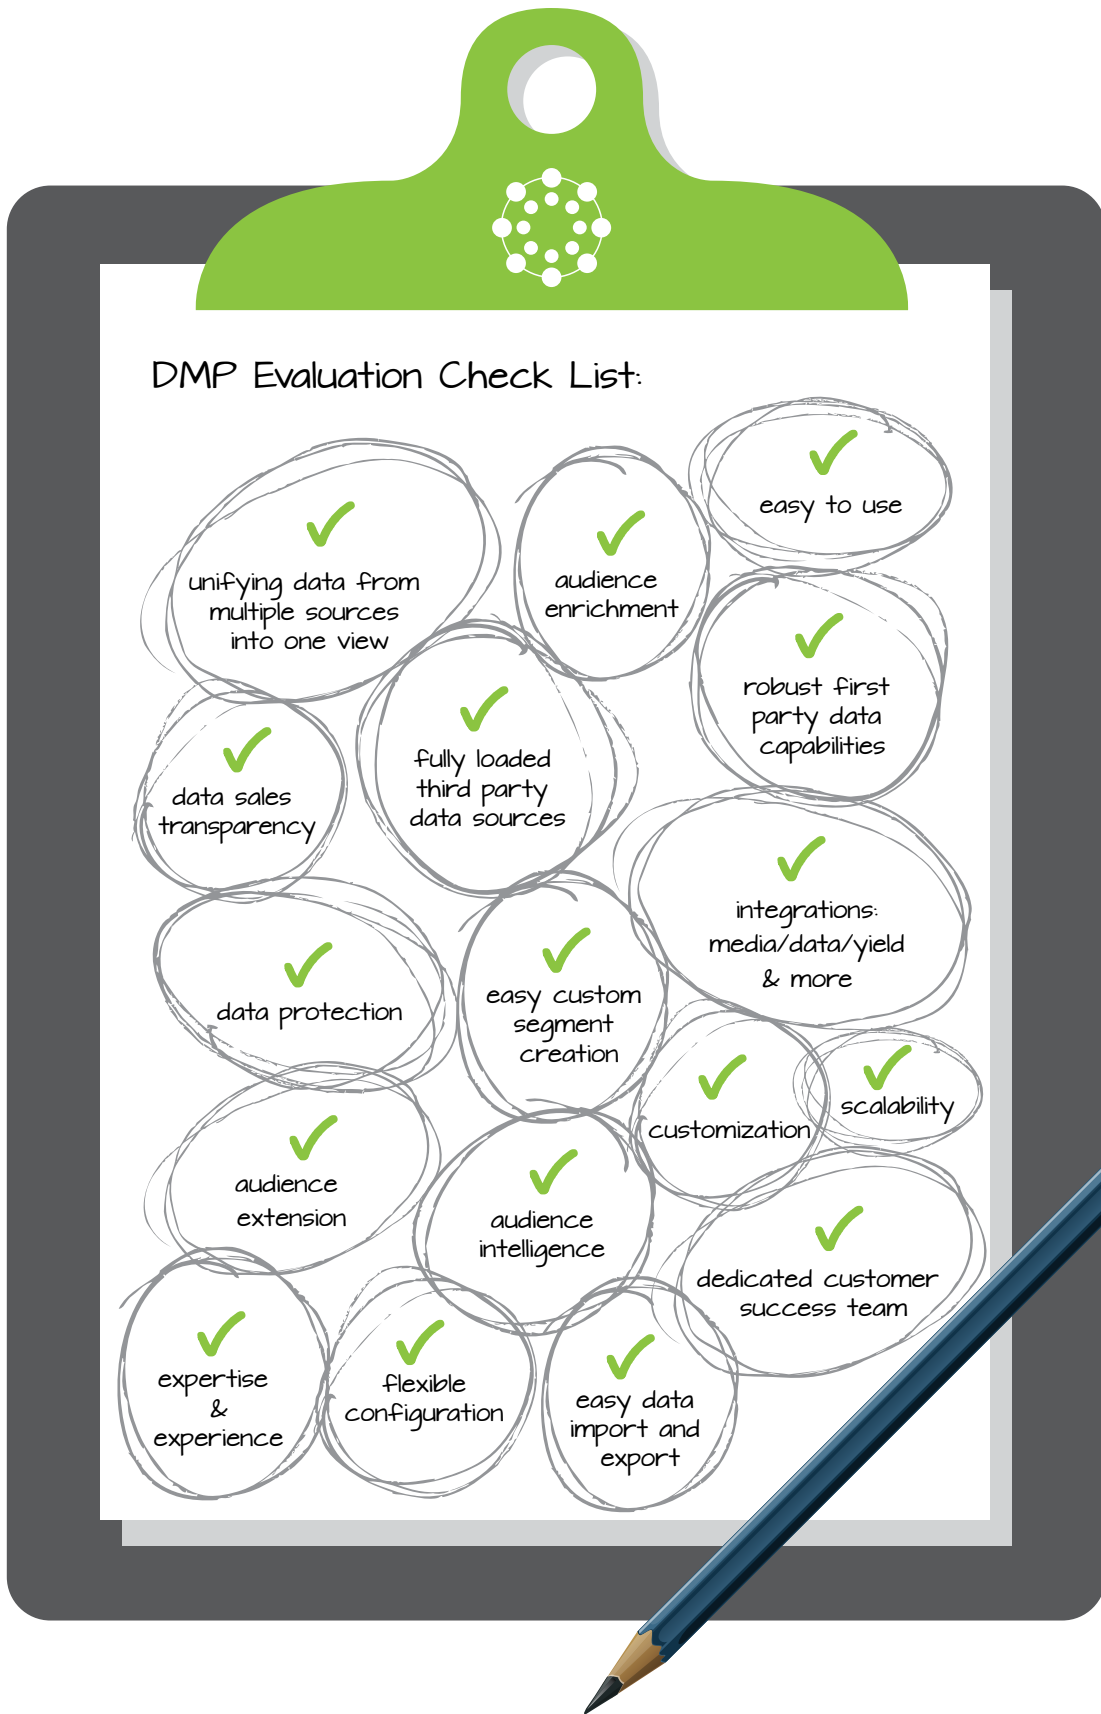 DMP Evaluation Check List:
easy to use
unifying data from
multiple sources
into one view
audience
enrichment
robust first
party data
capabilities
fully loaded
third party
data sources
data sales
transparency
integrations:
media/data/yield
& more
data protection
easy custom
segment
creation
customization
scalability
audience
extension
audience
intelligence
dedicated customer
success team
expertise
&
experience
flexible
configuration
easy data
import and
export